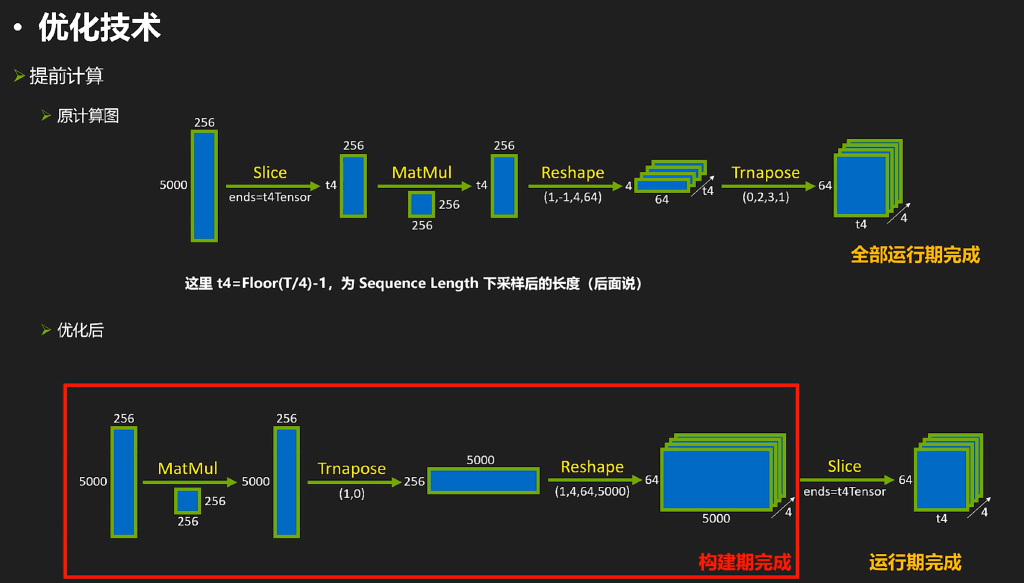 • 优化技术
➢ 提前计算
➢ 原计算图
256
5000
Slice
ends=t4Tensor
256
t4
MatMul
256
256
256
t4
Reshape
(1,-1,4,64)
4
64
t4
Trnapose
(0,2,3,1)
64
t4
4
全部运行期完成
这里 t4=Floor(T/4)-1，为 Sequence Length 下采样后的长度（后面说）
➢ 优化后
256
5000
MatMul
256
256
256
5000
Trnapose
(1,0)
5000
256
Reshape
(1,4,64,5000)
64
5000
4
构建期完成
Slice
ends=t4Tensor
64
t4
4
运行期完成